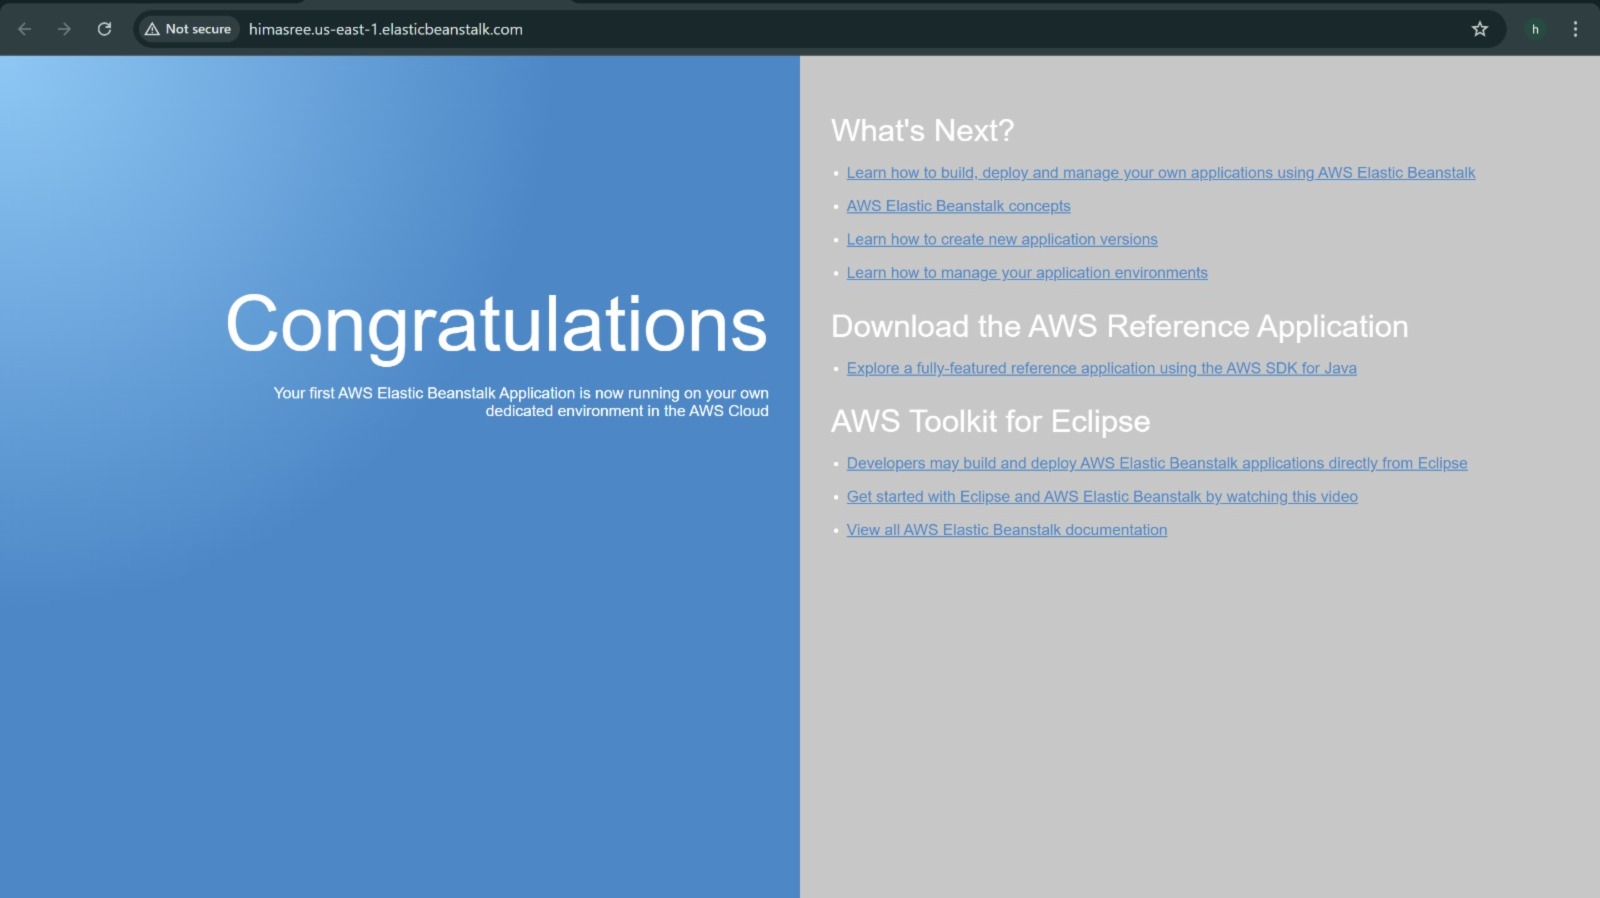 Not secure himasree.us-east-1.elasticbeanstalk.com h
Congratulations
Your first AWS Elastic Beanstalk Application is now running on your own
dedicated environment in the AWS Cloud
What's Next?
Learn how to build, deploy and manage your own applications using AWS Elastic Beanstalk
AWS Elastic Beanstalk concepts
Learn how to create new application versions
Learn how to manage your application environments
Download the AWS Reference Application
Explore a fully-featured reference application using the AWS SDK for Java
AWS Toolkit for Eclipse
Developers may build and deploy AWS Elastic Beanstalk applications directly from Eclipse
Get started with Eclipse and AWS Elastic Beanstalk by watching this video
View all AWS Elastic Beanstalk documentation